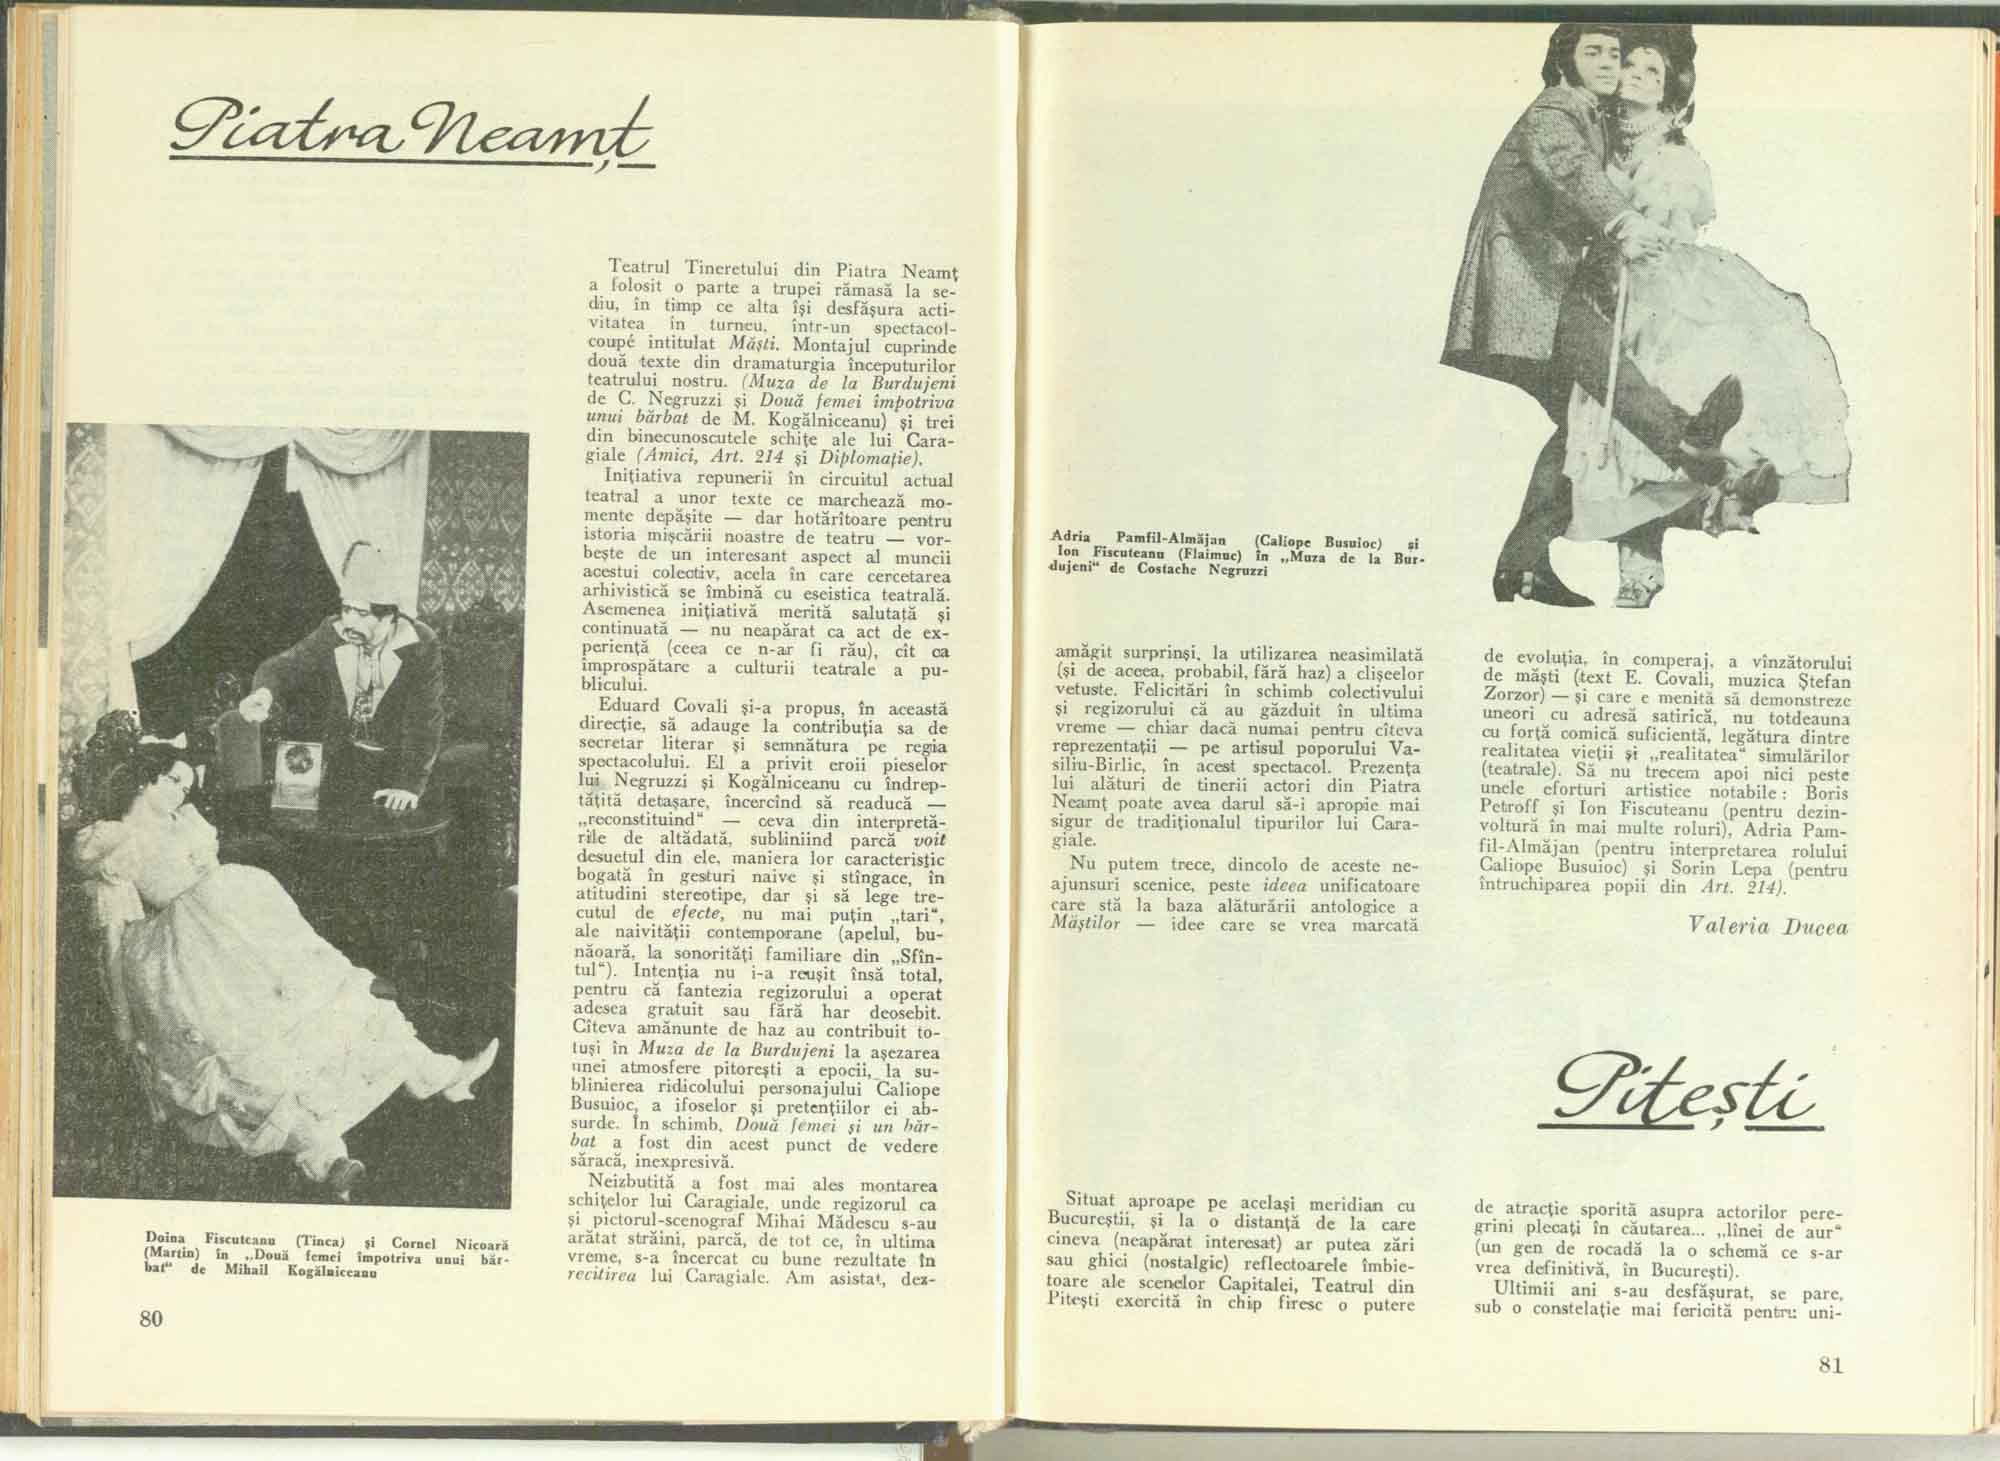 Piatra Neamț
Teatrul Tineretului din Piatra Neamț
a folosit o parte a trupei rămasă la se-
diu, în timp ce alta își desfășura acti-
vitatea în turneu, într-un spectacol-
coupé intitulat Măști. Montajul cuprinde
două texte din dramaturgia începuturilor
teatrului nostru. (Muza de la Burdujeni
de C. Negruzzi și Două femei împotriva
unui bărbat de M. Kogălniceanu) și trei
din binecunoscutele schițe ale lui Cara-
giale (Amici, Art. 214 și Diplomație).
Inițiativa repunerii în circuitul actual
teatral a unor texte ce marchează mo-
mente depășite — dar hotărîtoare pentru
istoria mișcării noastre de teatru — vor-
bește de un interesant aspect al muncii
acestui colectiv, acela în care cercetarea
arhivistică se îmbină cu eseistica teatrală.
Asemenea inițiativă merită salutată și
continuată — nu neapărat ca act de ex-
periență (ceea ce n-ar fi rău), cît ca
împrospătare a culturii teatrale a pu-
blicului.
Eduard Covali și-a propus, în această
direcție, să adauge la contribuția sa de
secretar literar și semnătura pe regia
spectacolului. El a privit eroii pieselor
lui Negruzzi și Kogălniceanu cu îndrep-
tățită detașare, încercînd să readucă —
„reconstituind“ — ceva din interpretă-
rile de altădată, subliniind parcă voit
desuetul din ele, maniera lor caracteristic
bogată în gesturi naive și stîngace, în
atitudini stereotipe, dar și să lege tre-
cutul de efecte, nu mai puțin „tari“,
ale naivității contemporane (apelul, bu-
năoară, la sonorități familiare din „Sfîn-
tul“). Intenția nu i-a reușit însă total,
pentru că fantezia regizorului a operat
adesea gratuit sau fără har deosebit.
Cîteva amănunte de haz au contribuit to-
tuși în Muza de la Burdujeni la așezarea
unei atmosfere pitorești a epocii, la su-
blinierea ridicolului personajului Caliope
Busuioc, a ifoselor și pretențiilor ei ab-
surde. În schimb, Două femei și un băr-
bat a fost din acest punct de vedere
săracă, inexpresivă.
Neizbutită a fost mai ales montarea
schițelor lui Caragiale, unde regizorul ca
și pictorul-scenograf Mihai Mădescu s-au
arătat străini, parcă, de tot ce, în ultima
vreme, s-a încercat cu bune rezultate în
recitirea lui Caragiale. Am asistat, dez-
Doina Fiscuteanu (Tinca) și Cornel Nicoară
(Martin) în „Două femei împotriva unui băr-
bat“ de Mihail Kogălniceanu
80
Adria Pamfil-Almăjan (Caliope Busuioc) și
Ion Fiscuteanu (Flaimuc) în „Muza de la Bur-
dujeni“ de Costache Negruzzi
amăgit surprinși, la utilizarea neasimilată
(și de aceea, probabil, fără haz) a clișeelor
vetuste. Felicitări în schimb colectivului
și regizorului că au găzduit în ultima
vreme — chiar dacă numai pentru cîteva
reprezentații — pe artisul poporului Va-
siliu-Birlic, în acest spectacol. Prezența
lui alături de tinerii actori din Piatra
Neamț poate avea darul să-i apropie mai
sigur de tradiționalul tipurilor lui Cara-
giale.
Nu putem trece, dincolo de aceste ne-
ajunsuri scenice, peste ideea unificatoare
care stă la baza alăturării antologice a
Măștilor — idee care se vrea marcată
de evoluția, în comperaj, a vînzătorului
de măști (text E. Covali, muzica Ștefan
Zorzor) — și care e menită să demonstreze
uneori cu adresă satirică, nu totdeauna
cu forță comică suficientă, legătura dintre
realitatea vieții și „realitatea“ simulărilor
(teatrale). Să nu trecem apoi nici peste
unele eforturi artistice notabile : Boris
Petroff și Ion Fiscuteanu (pentru dezin-
voltură în mai multe roluri), Adria Pam-
fil-Almăjan (pentru interpretarea rolului
Caliope Busuioc) și Sorin Lepa (pentru
întruchiparea popii din Art. 214).
Valeria Ducea
Pitești
Situat aproape pe același meridian cu
Bucureștii, și la o distanță de la care
cineva (neapărat interesat) ar putea zări
sau ghici (nostalgic) reflectoarele îmbie-
toare ale scenelor Capitalei, Teatrul din
Pitești exercită în chip firesc o putere
de atracție sporită asupra actorilor pere-
grini plecați în căutarea... „lînei de aur“
(un gen de rocadă la o schemă ce s-ar
vrea definitivă, în București).
Ultimii ani s-au desfășurat, se pare,
sub o constelație mai fericită pentru uni-
81